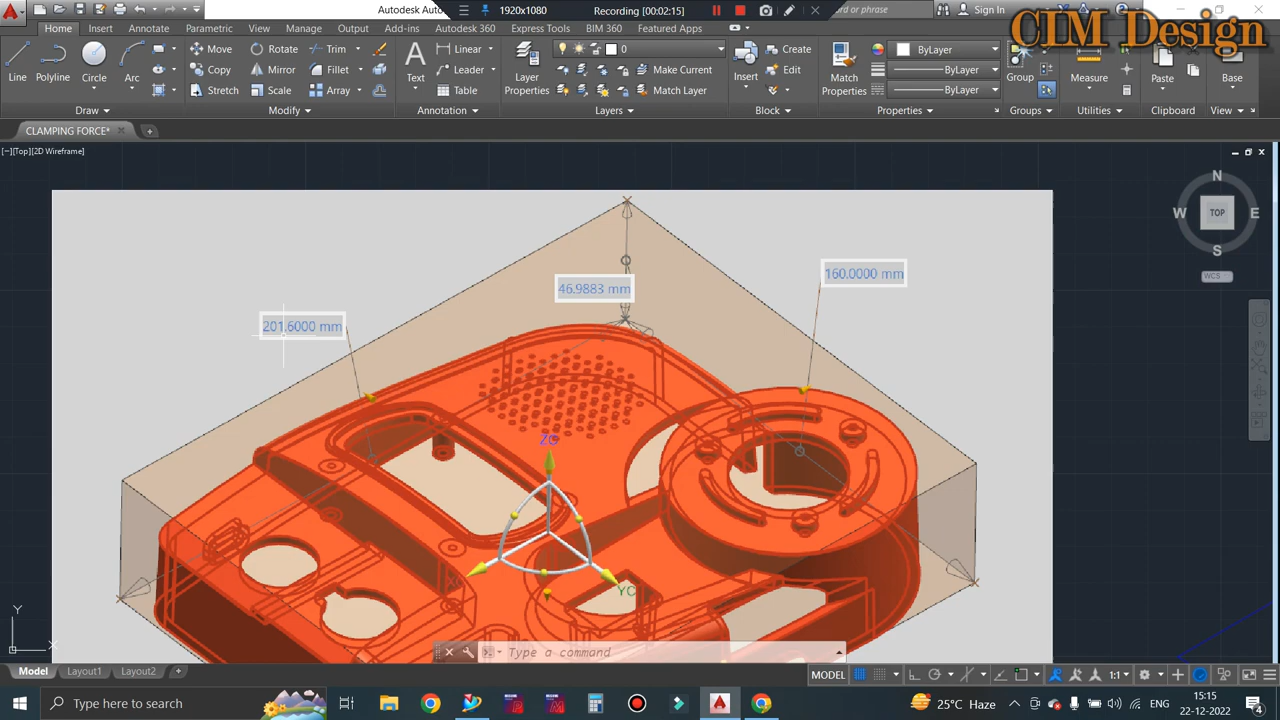 Autodesk Auto
1920x1080
Recording [00:02:15]
or phrase
Sign In
CIM Design
Home
Insert
Annotate
Parametric
View
Manage
Output
Add-ins
Autodesk 360
Express Tools
BIM 360
Featured Apps
Line
Polyline
Circle
Arc
Move
Rotate
Trim
Copy
Mirror
Fillet
Stretch
Scale
Array
Text
Linear
Leader
Table
Layer
Properties
0
Make Current
Match Layer
Insert
Create
Edit
Match
Properties
ByLayer
ByLayer
ByLayer
Group
Measure
Paste
Base
Draw
Modify
Annotation
Layers
Block
Properties
Groups
Utilities
Clipboard
View
CLAMPING FORCE*
[−][Top][2D Wireframe]
N
W
TOP
E
S
WCS
160.0000 mm
46.9883 mm
201.6000 mm
ZC
XC
YC
Y
X
Type a command
Model
Layout1
Layout2
MODEL
1:1
Type here to search
25°C Haze
ENG
15:15
22-12-2022
4